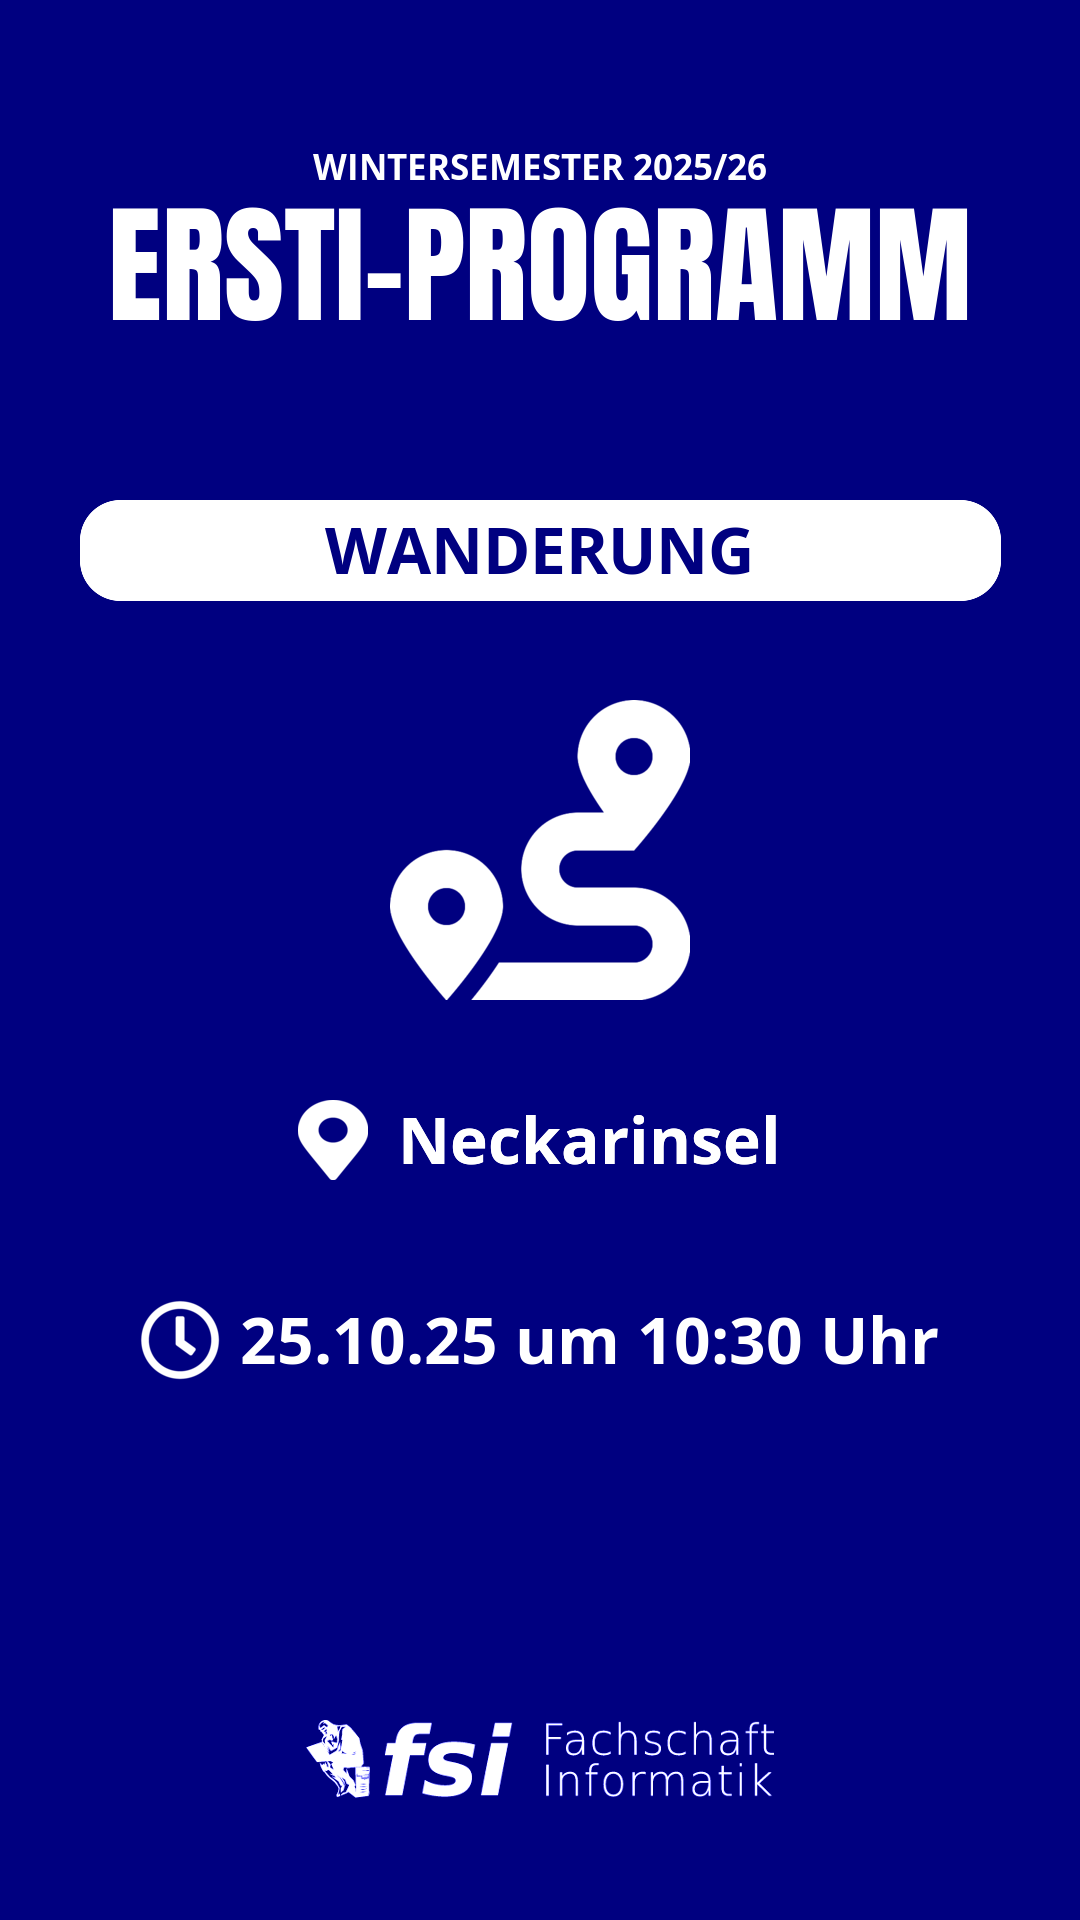 WINTERSEMESTER 2025/26
ERSTI-PROGRAMM
WANDERUNG
Neckarinsel
25.10.25 um 10:30 Uhr
fsi
Fachschaft
Informatik